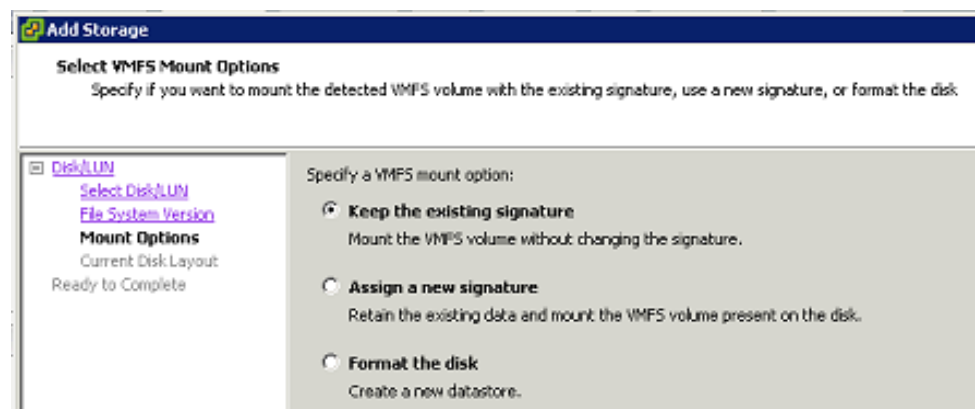 Add Storage
Select VMFS Mount Options
Specify if you want to mount the detected VMFS volume with the existing signature, use a new signature, or format the disk
Disk/LUN
Select Disk/LUN
File System Version
Mount Options
Current Disk Layout
Ready to Complete
Specify a VMFS mount option:
Keep the existing signature
Mount the VMFS volume without changing the signature.
Assign a new signature
Retain the existing data and mount the VMFS volume present on the disk.
Format the disk
Create a new datastore.